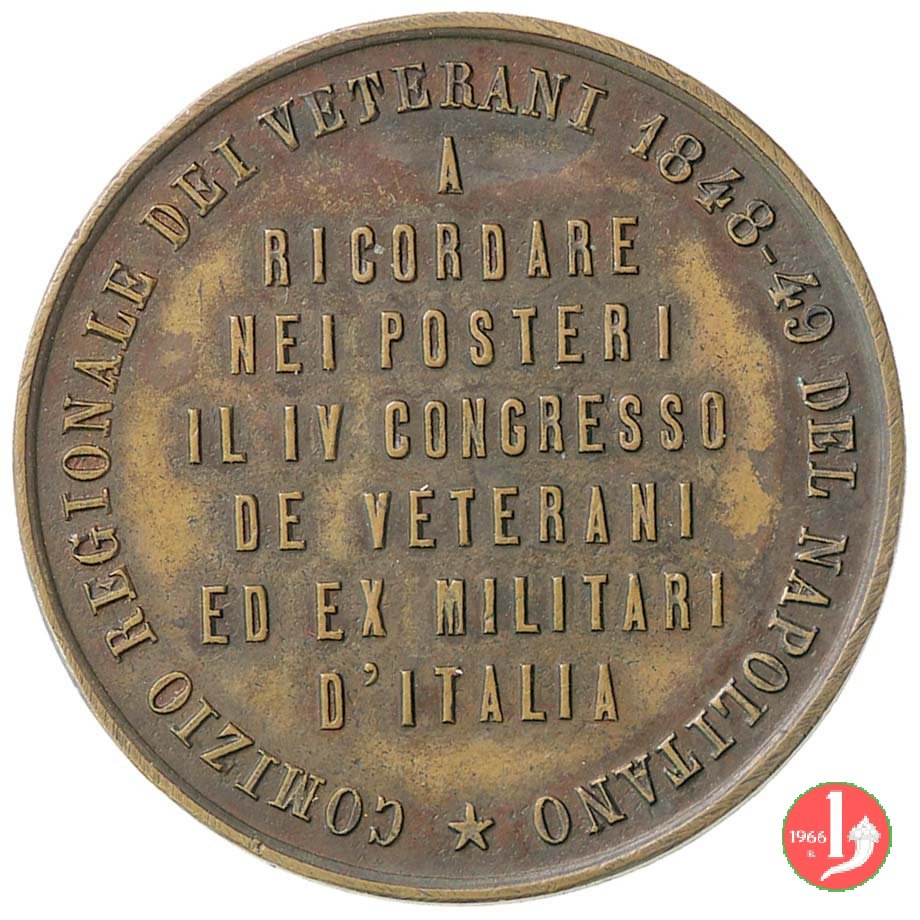 COMIZIO REGIONALE DEI VETERANI 1848-49 DEL NAPOLITANO
A
RICORDARE
NEI POSTERI
IL IV CONGRESSO
DE VETERANI
ED EX MILITARI
D'ITALIA
1966
R.